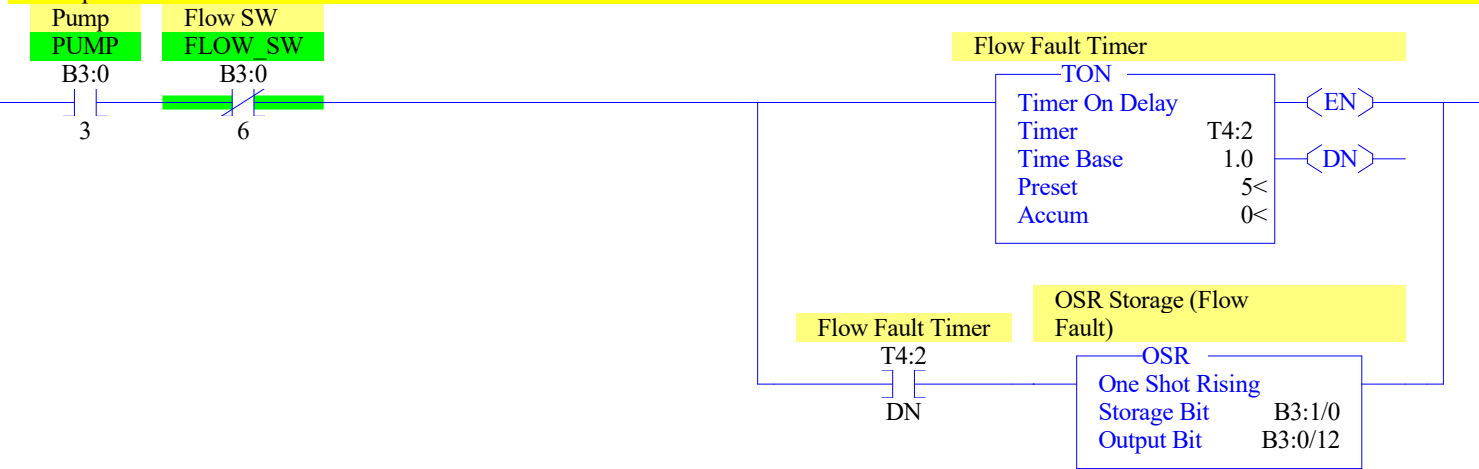 Pump
PUMP
B3:0
3
Flow SW
FLOW_SW
B3:0
6
Flow Fault Timer
TON
Timer On Delay
Timer T4:2
Time Base 1.0
Preset 5<
Accum 0<
EN
DN
Flow Fault Timer
T4:2
DN
OSR Storage (Flow
Fault)
OSR
One Shot Rising
Storage Bit B3:1/0
Output Bit B3:0/12